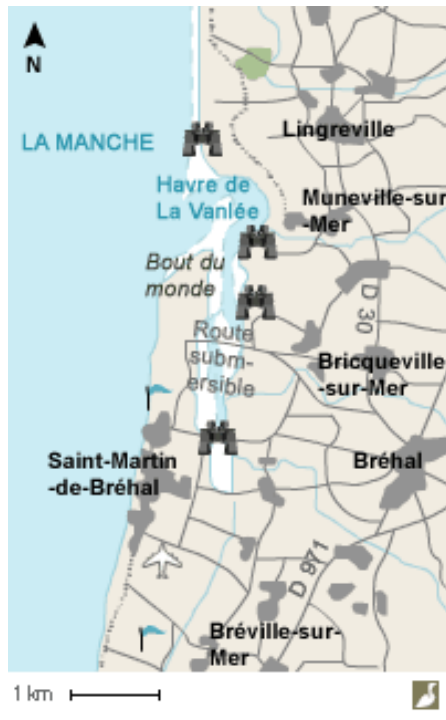 N
Lingreville
LA MANCHE
Havre de
La Vanlée
Muneville-sur
-Mer
Bout du
monde
D 30
Route
subm-
ersible
Bricqueville
-sur-Mer
Saint-Martin
-de-Bréhal
Bréhal
D 971
Bréville-sur-
Mer
1 km